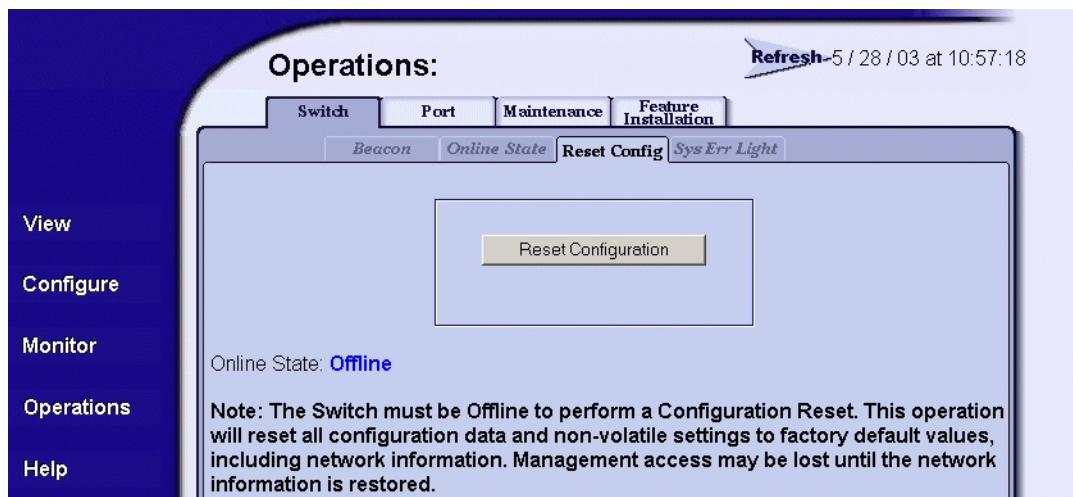 Operations:
Refresh-5 / 28 / 03 at 10:57:18
Switch Port Maintenance Feature Installation
Beacon Online State Reset Config Sys Err Light
View
Configure
Monitor
Operations
Help
Reset Configuration
Online State: Offline
Note: The Switch must be Offline to perform a Configuration Reset. This operation
will reset all configuration data and non-volatile settings to factory default values,
including network information. Management access may be lost until the network
information is restored.